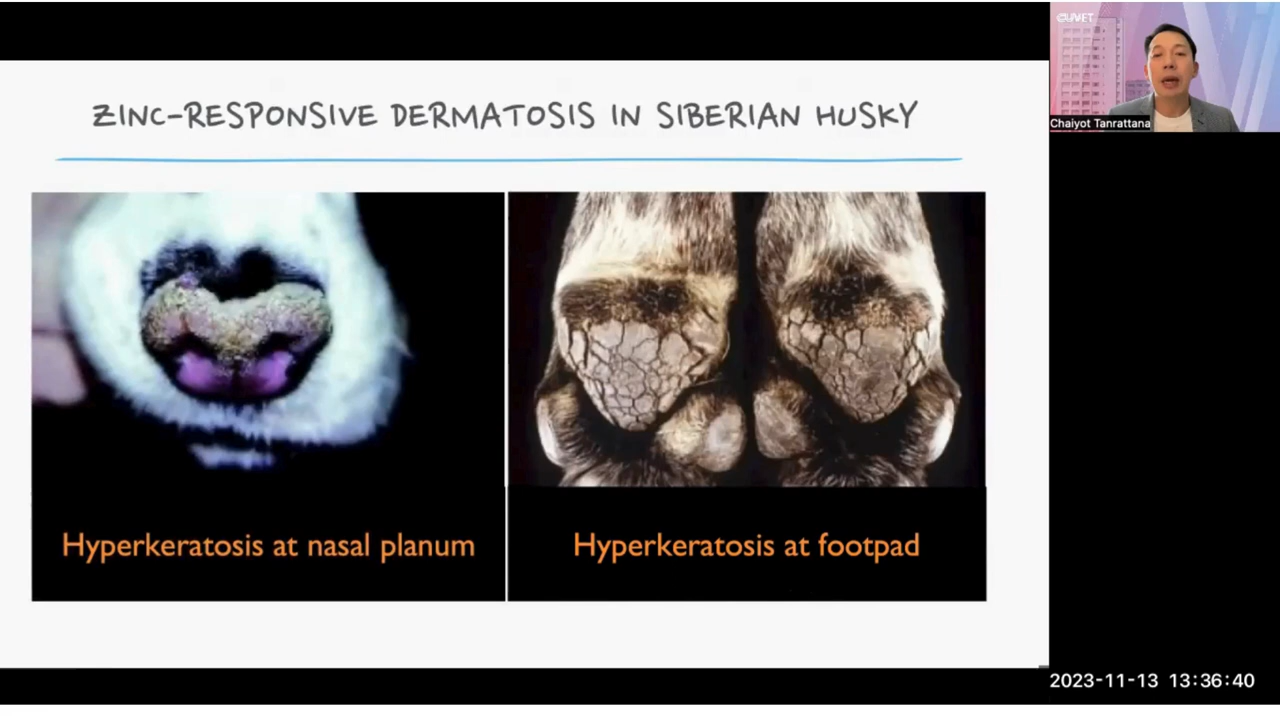 ZINC-RESPONSIVE DERMATOSIS IN SIBERIAN HUSKY
Hyperkeratosis at nasal planum
Hyperkeratosis at footpad
CUVET
Chaiyot Tanrattana
2023-11-13 13:36:40